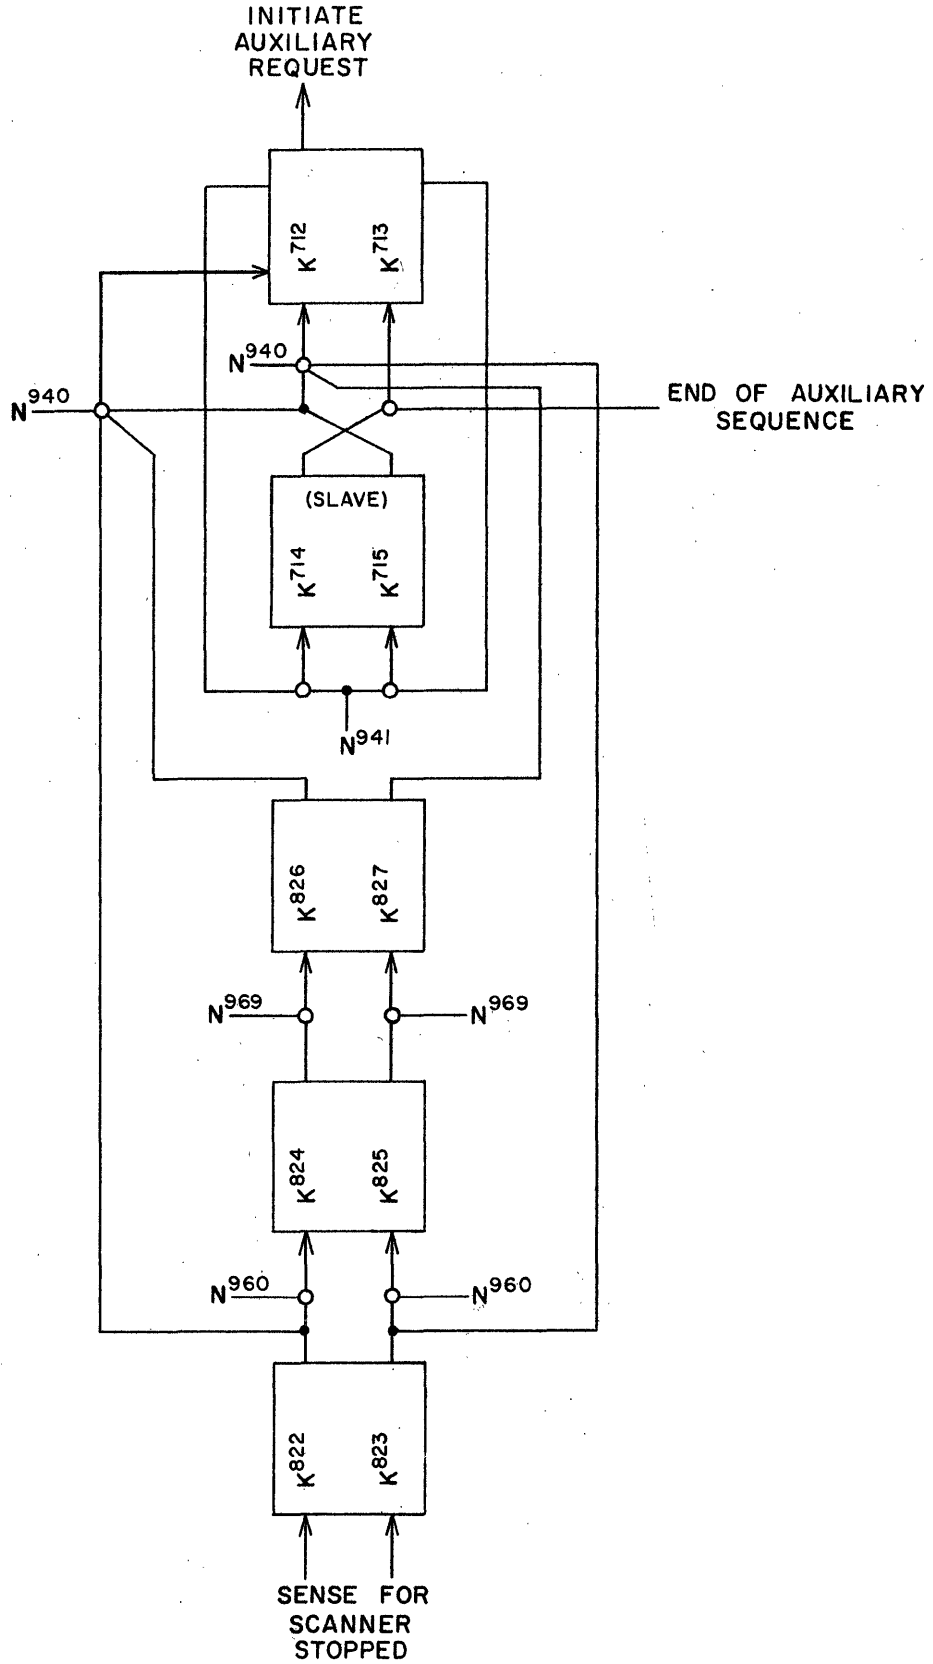 INITIATE
AUXILIARY
REQUEST
K712 K713
N940
N940
END OF AUXILIARY
SEQUENCE
(SLAVE)
K714 K715
N941
K826 K827
N969 N969
K824 K825
N960 N960
K822 K823
SENSE FOR
SCANNER
STOPPED